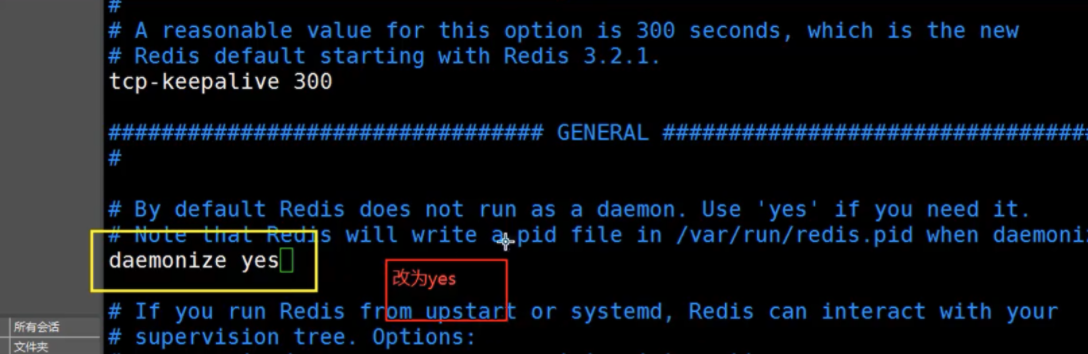 #
# A reasonable value for this option is 300 seconds, which is the new
# Redis default starting with Redis 3.2.1.
tcp-keepalive 300
################################# GENERAL #################################
#
# By default Redis does not run as a daemon. Use 'yes' if you need it.
# Note that Redis will write a pid file in /var/run/redis.pid when daemoni
daemonize yes
改为yes
# If you run Redis from upstart or systemd, Redis can interact with your
# supervision tree. Options:
所有会话
文件夹